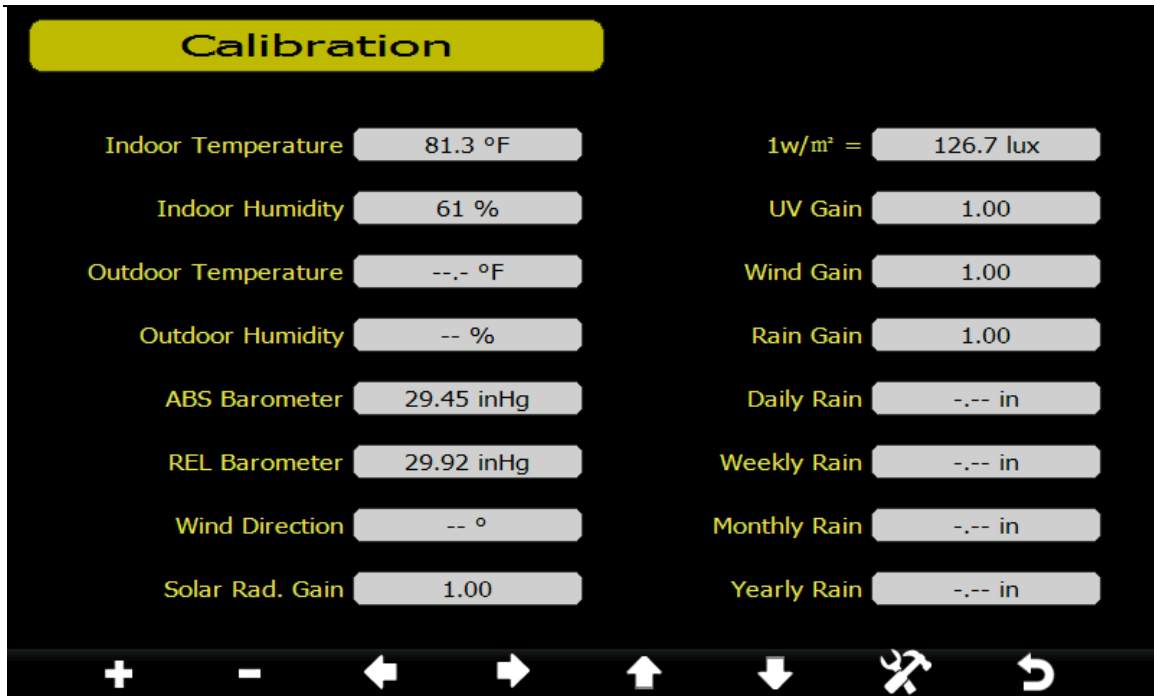 Calibration
Indoor Temperature 81.3 °F
Indoor Humidity 61 %
Outdoor Temperature --.- °F
Outdoor Humidity -- %
ABS Barometer 29.45 inHg
REL Barometer 29.92 inHg
Wind Direction -- °
Solar Rad. Gain 1.00
1w/m² = 126.7 lux
UV Gain 1.00
Wind Gain 1.00
Rain Gain 1.00
Daily Rain -.-- in
Weekly Rain -.-- in
Monthly Rain -.-- in
Yearly Rain -.-- in